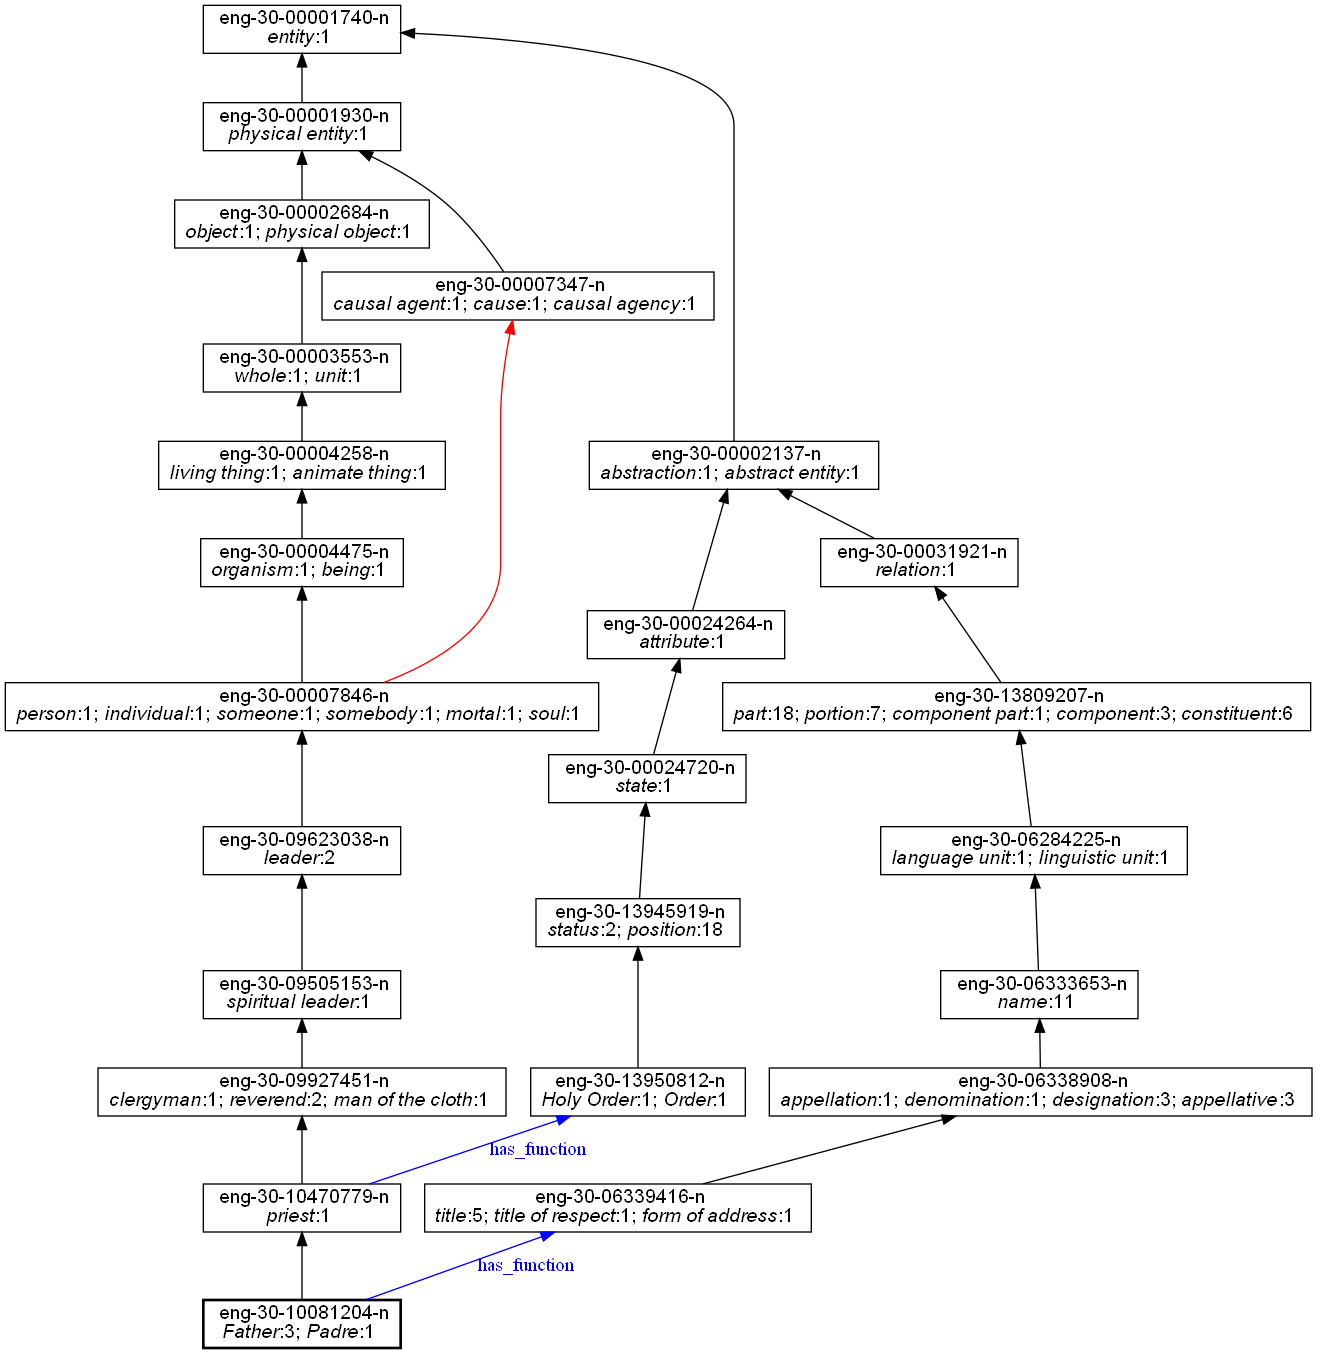 eng-30-00001740-n
entity:1
eng-30-00001930-n
physical entity:1
eng-30-00002684-n
object:1; physical object:1
eng-30-00007347-n
causal agent:1; cause:1; causal agency:1
eng-30-00003553-n
whole:1; unit:1
eng-30-00004258-n
living thing:1; animate thing:1
eng-30-00002137-n
abstraction:1; abstract entity:1
eng-30-00004475-n
organism:1; being:1
eng-30-00031921-n
relation:1
eng-30-00024264-n
attribute:1
eng-30-00007846-n
person:1; individual:1; someone:1; somebody:1; mortal:1; soul:1
eng-30-13809207-n
part:18; portion:7; component part:1; component:3; constituent:6
eng-30-00024720-n
state:1
eng-30-09623038-n
leader:2
eng-30-06284225-n
language unit:1; linguistic unit:1
eng-30-13945919-n
status:2; position:18
eng-30-09505153-n
spiritual leader:1
eng-30-06333653-n
name:11
eng-30-09927451-n
clergyman:1; reverend:2; man of the cloth:1
eng-30-13950812-n
Holy Order:1; Order:1
eng-30-06338908-n
appellation:1; denomination:1; designation:3; appellative:3
has_function
eng-30-10470779-n
priest:1
eng-30-06339416-n
title:5; title of respect:1; form of address:1
has_function
eng-30-10081204-n
Father:3; Padre:1